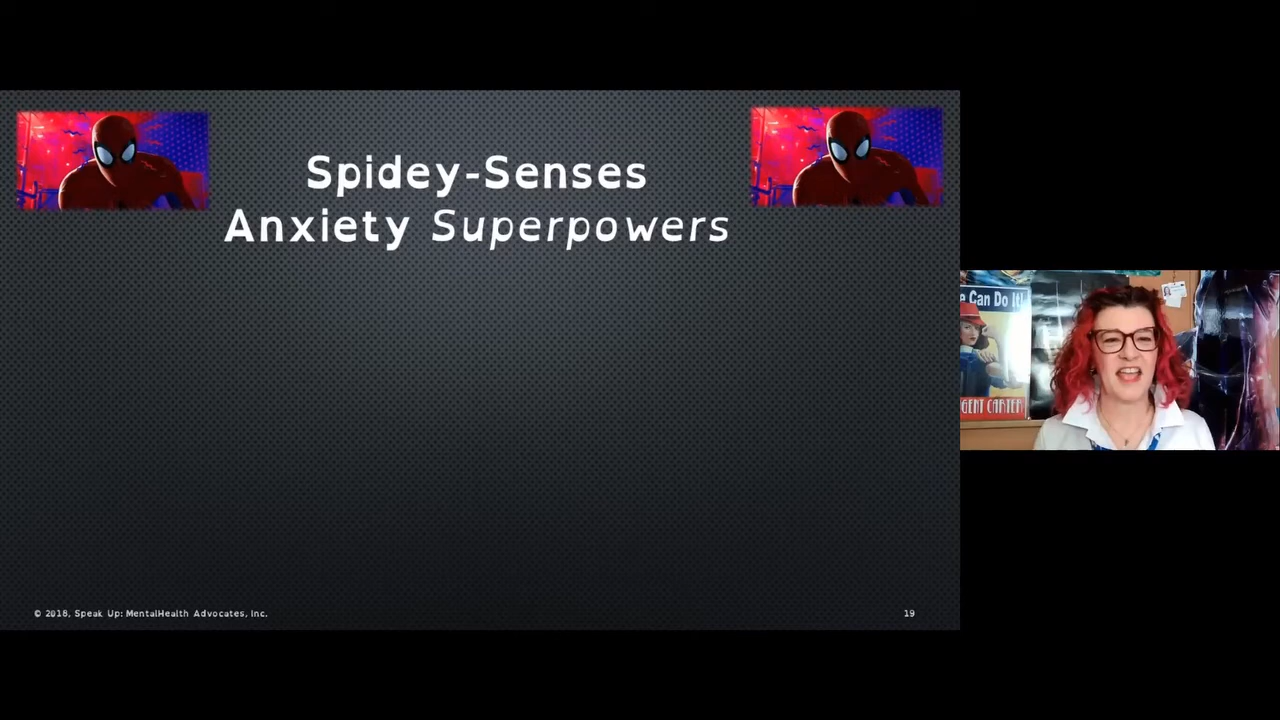 Spidey-Senses
Anxiety Superpowers
e Can Do It!
GENT CARTER
© 2018, Speak Up: MentalHealth Advocates, Inc.
19